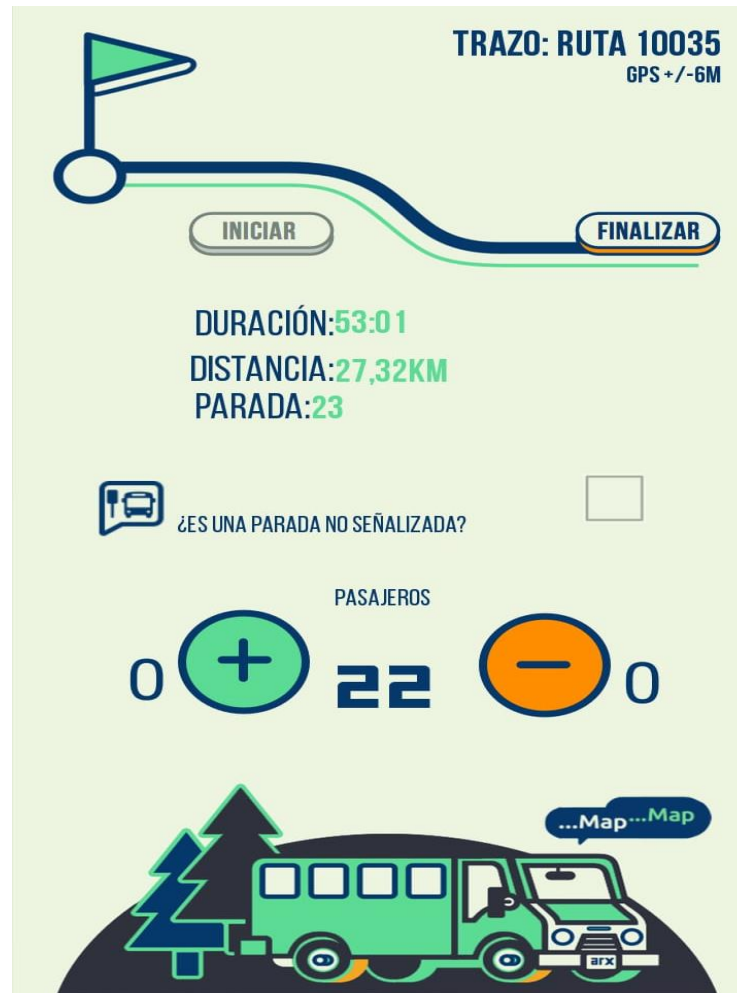 TRAZO: RUTA 10035
GPS +/-6M
INICIAR
FINALIZAR
DURACIÓN:53:01
DISTANCIA:27,32KM
PARADA:23
¿ES UNA PARADA NO SEÑALIZADA?
PASAJEROS
0 + 22 − 0
...Map...Map
arx